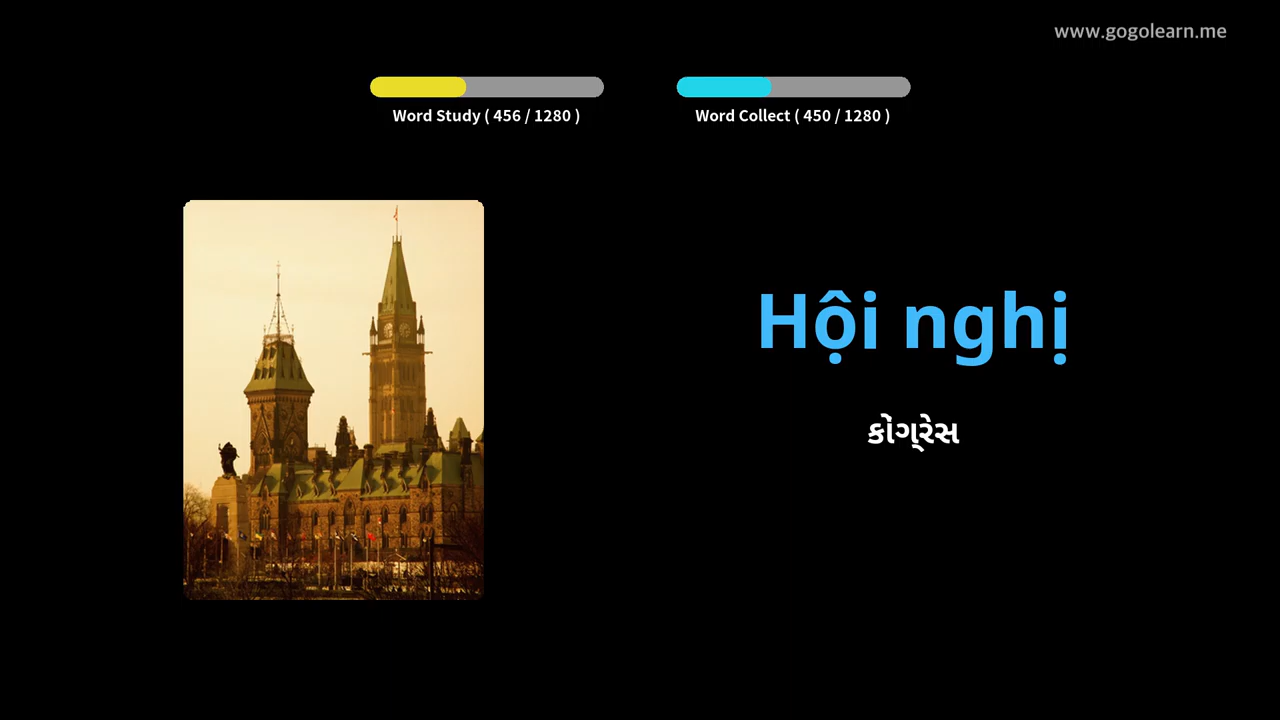 www.gogolearn.me
Word Study ( 456 / 1280 )
Word Collect ( 450 / 1280 )
Hội nghị
કોંગ્રેસ